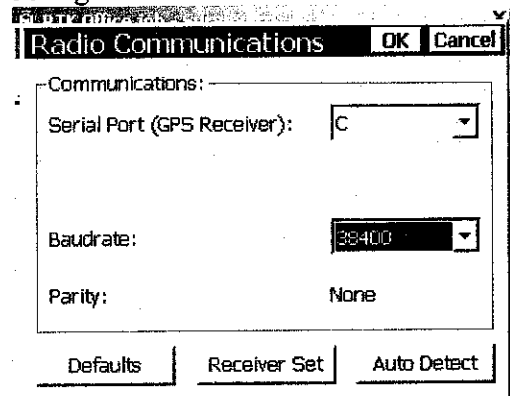 Radio Communications OK Cancel
Communications:
Serial Port (GPS Receiver): C
Baudrate: 38400
Parity: None
Defaults Receiver Set Auto Detect